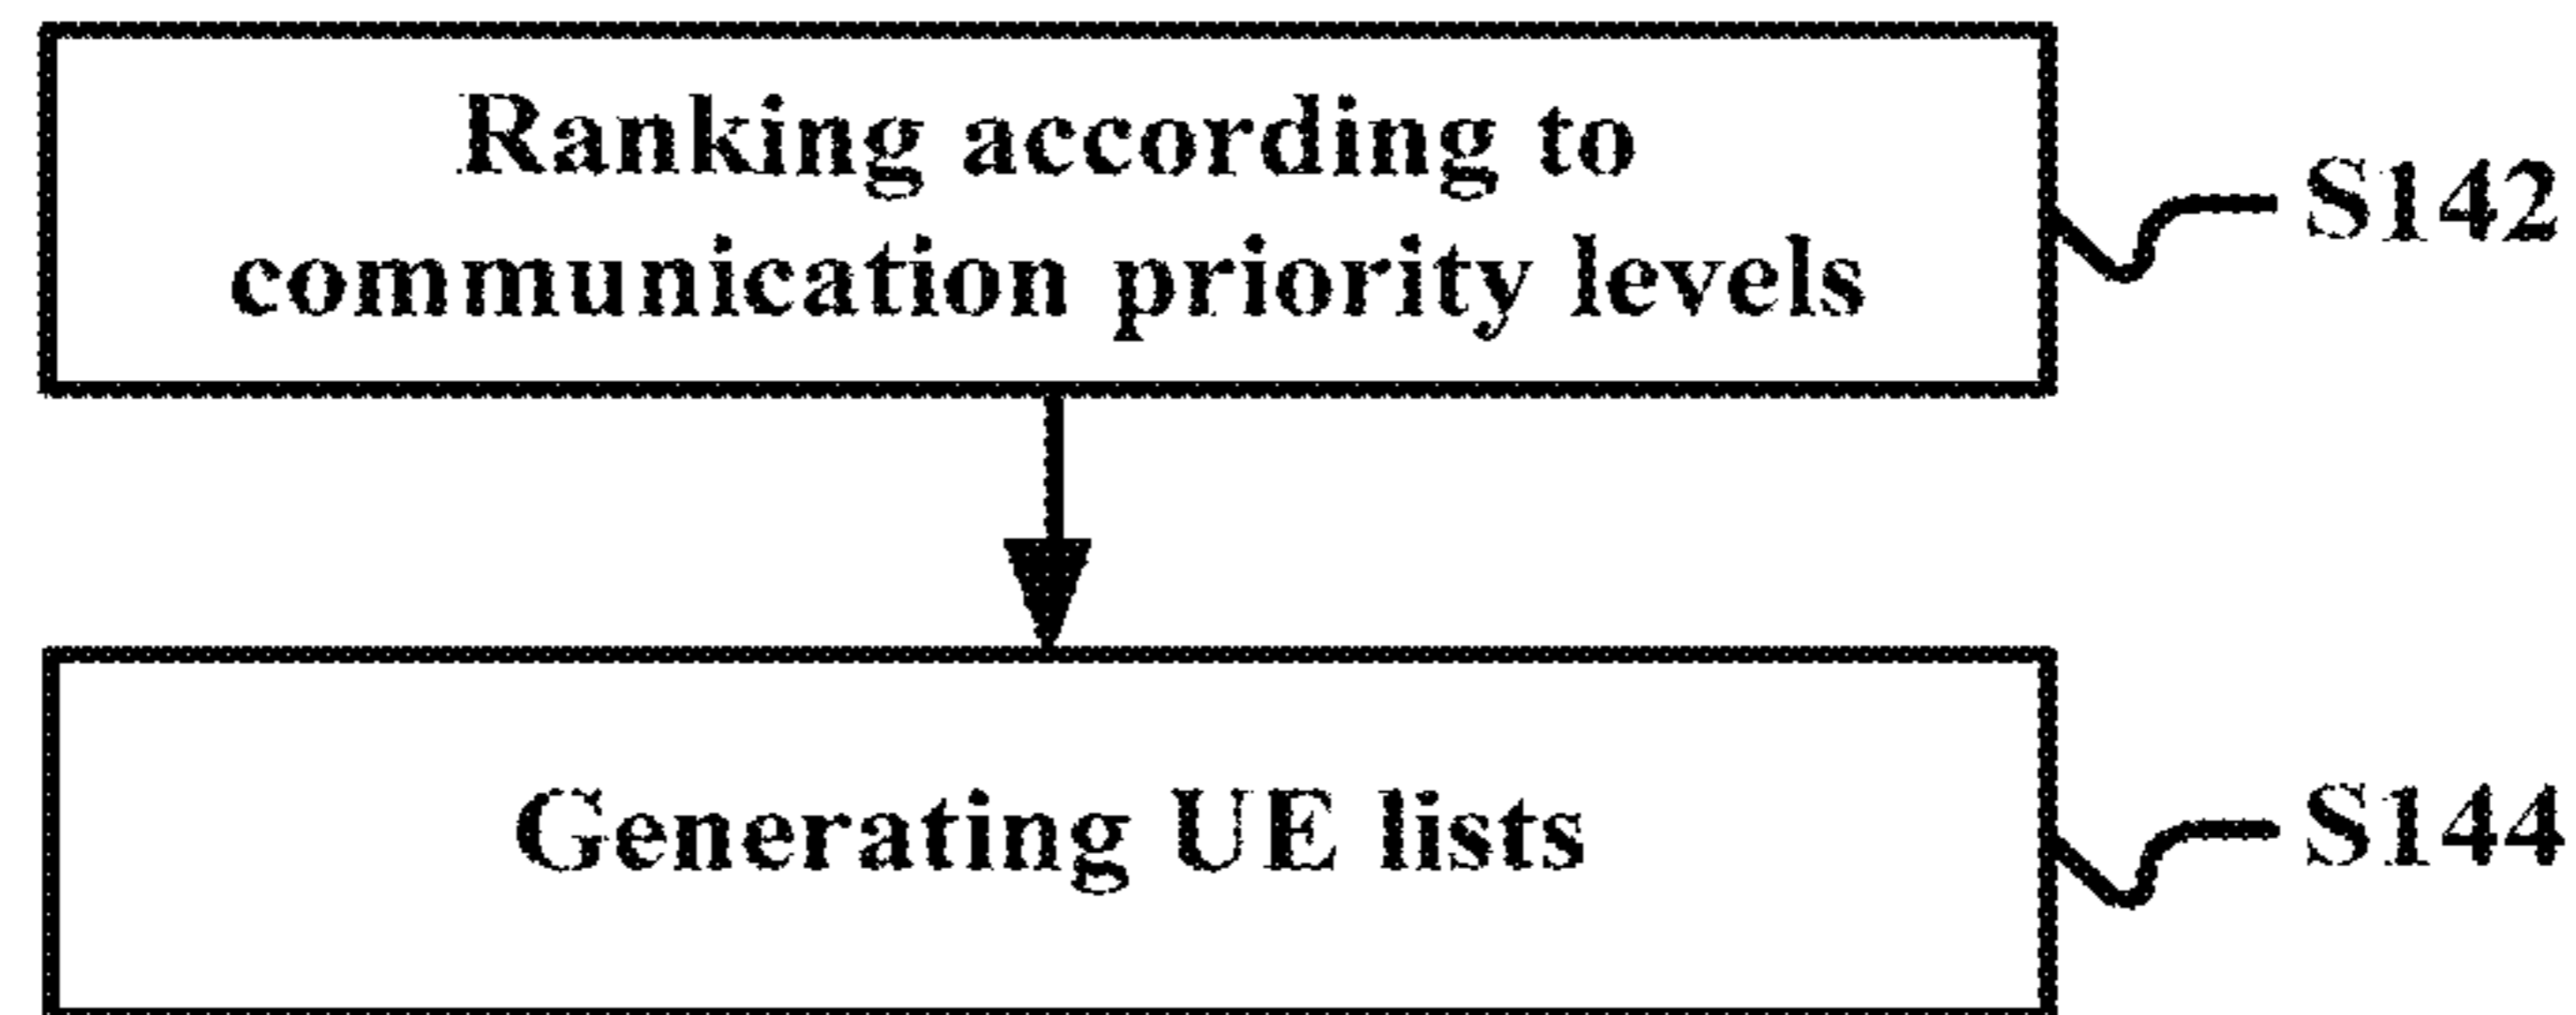 Ranking according to
communication priority levels
S142
Generating UE lists
S144